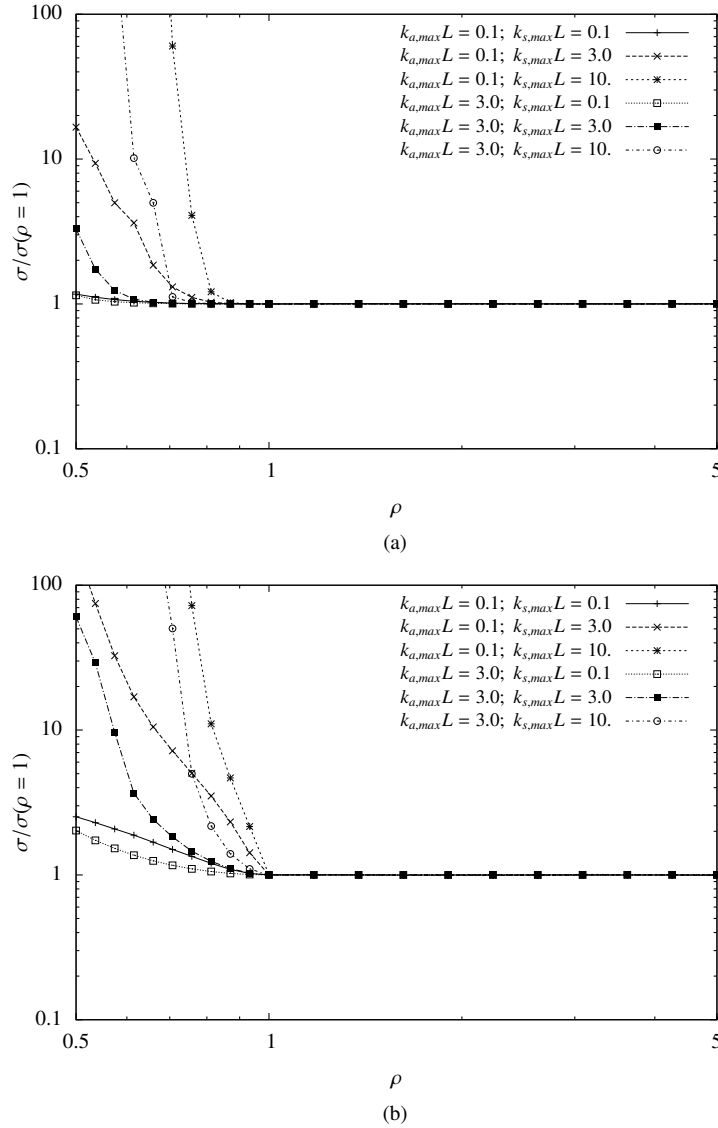 100
10
1
0.1
σ/σ(ρ = 1)
k_{a,max}L = 0.1; k_{s,max}L = 0.1
k_{a,max}L = 0.1; k_{s,max}L = 3.0
k_{a,max}L = 0.1; k_{s,max}L = 10.
k_{a,max}L = 3.0; k_{s,max}L = 0.1
k_{a,max}L = 3.0; k_{s,max}L = 3.0
k_{a,max}L = 3.0; k_{s,max}L = 10.
0.5 1 5
ρ
(a)
100
10
1
0.1
σ/σ(ρ = 1)
k_{a,max}L = 0.1; k_{s,max}L = 0.1
k_{a,max}L = 0.1; k_{s,max}L = 3.0
k_{a,max}L = 0.1; k_{s,max}L = 10.
k_{a,max}L = 3.0; k_{s,max}L = 0.1
k_{a,max}L = 3.0; k_{s,max}L = 3.0
k_{a,max}L = 3.0; k_{s,max}L = 10.
0.5 1 5
ρ
(b)